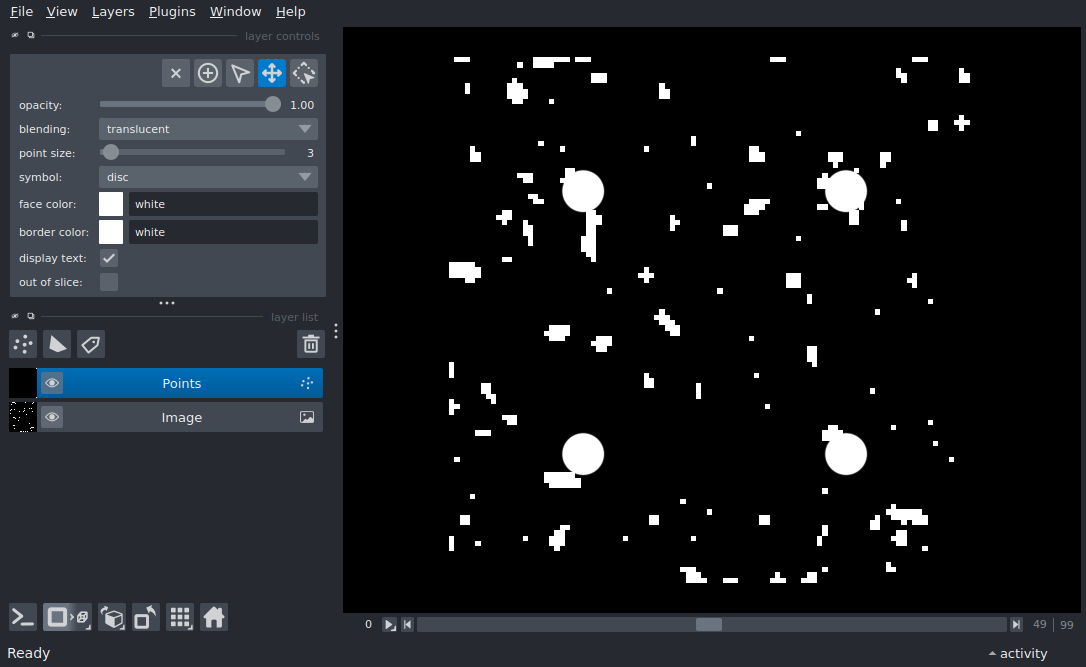 File View Layers Plugins Window Help
layer controls
opacity: 1.00
blending: translucent
point size: 3
symbol: disc
face color: white
border color: white
display text:
out of slice:
layer list
Points
Image
0 49 99
Ready activity